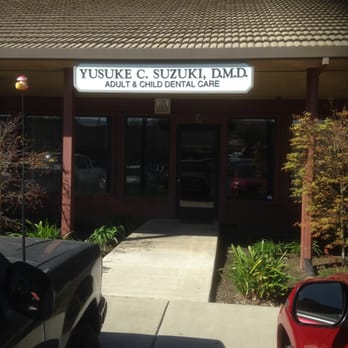 YUSUKE C. SUZUKI, D.M.D.
ADULT & CHILD DENTAL CARE